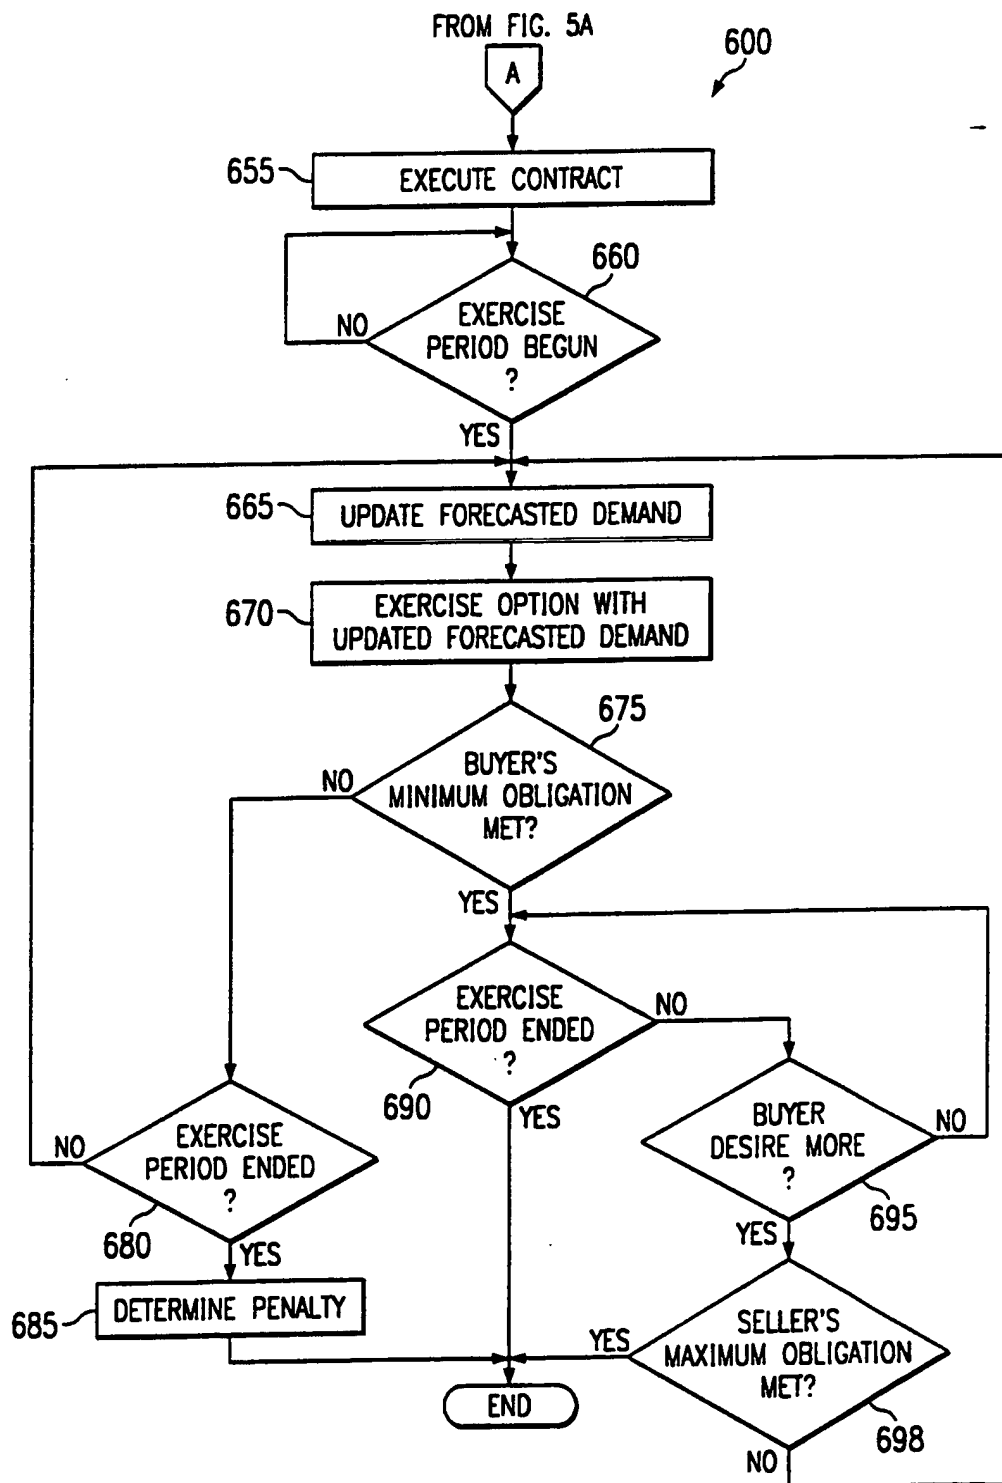 FROM FIG. 5A
A
600
655
EXECUTE CONTRACT
660
EXERCISE
PERIOD BEGUN
?
NO
YES
665
UPDATE FORECASTED DEMAND
670
EXERCISE OPTION WITH
UPDATED FORECASTED DEMAND
675
BUYER'S
MINIMUM OBLIGATION
MET?
NO
YES
EXERCISE
PERIOD ENDED
?
690
NO
YES
BUYER
DESIRE MORE
?
695
NO
YES
EXERCISE
PERIOD ENDED
?
680
NO
YES
685
DETERMINE PENALTY
SELLER'S
MAXIMUM OBLIGATION
MET?
698
YES
NO
END